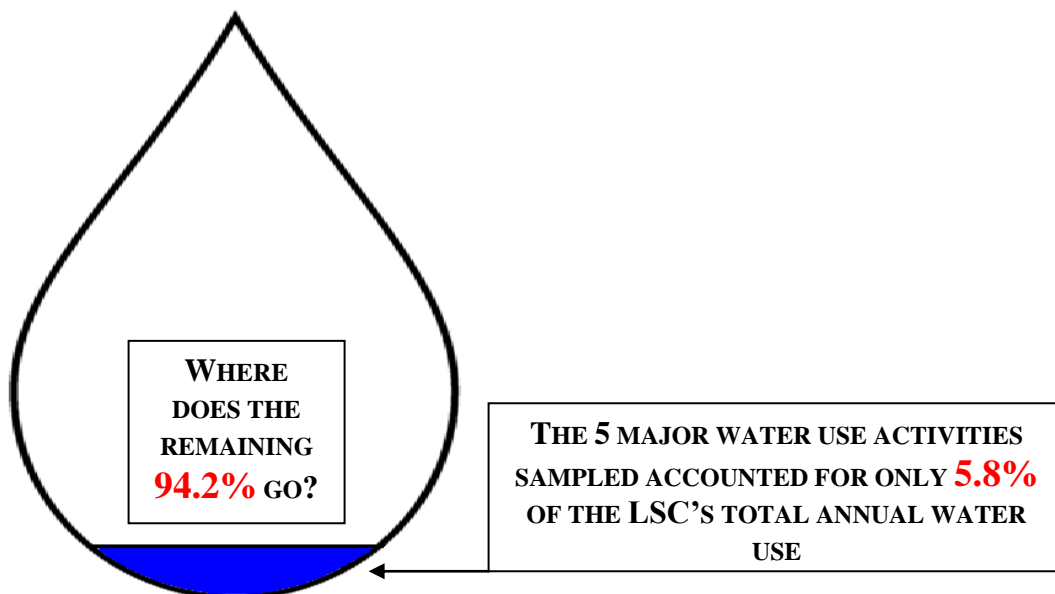 WHERE
DOES THE
REMAINING
94.2% GO?
THE 5 MAJOR WATER USE ACTIVITIES
SAMPLED ACCOUNTED FOR ONLY 5.8%
OF THE LSC'S TOTAL ANNUAL WATER
USE